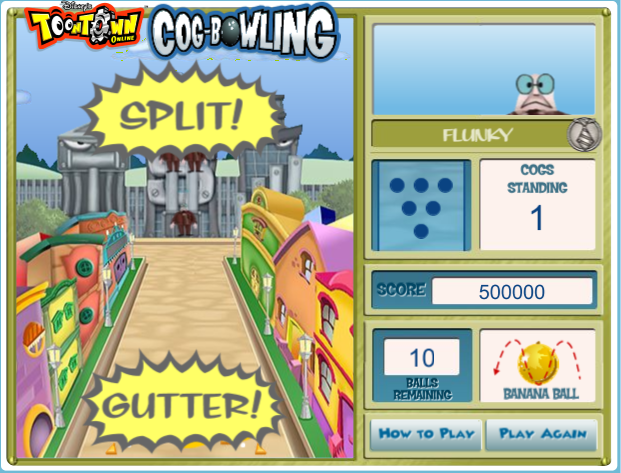 Disney's
TOONTOWN
ONLINE
COG-BOWLING
SPLIT!
FLUNKY
COGS
STANDING
1
SCORE
500000
10
BALLS
REMAINING
BANANA BALL
GUTTER!
HOW TO PLAY
PLAY AGAIN